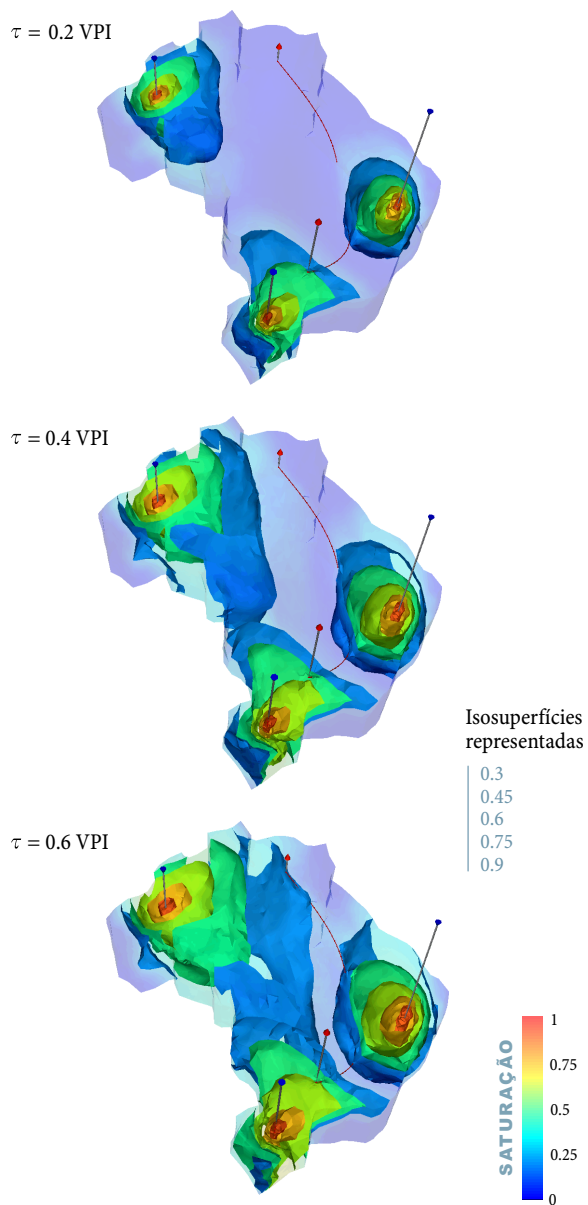 τ = 0.2 VPI
τ = 0.4 VPI
Isosuperfícies
representadas
0.3
0.45
0.6
0.75
0.9
τ = 0.6 VPI
SATURAÇÃO
1
0.75
0.5
0.25
0